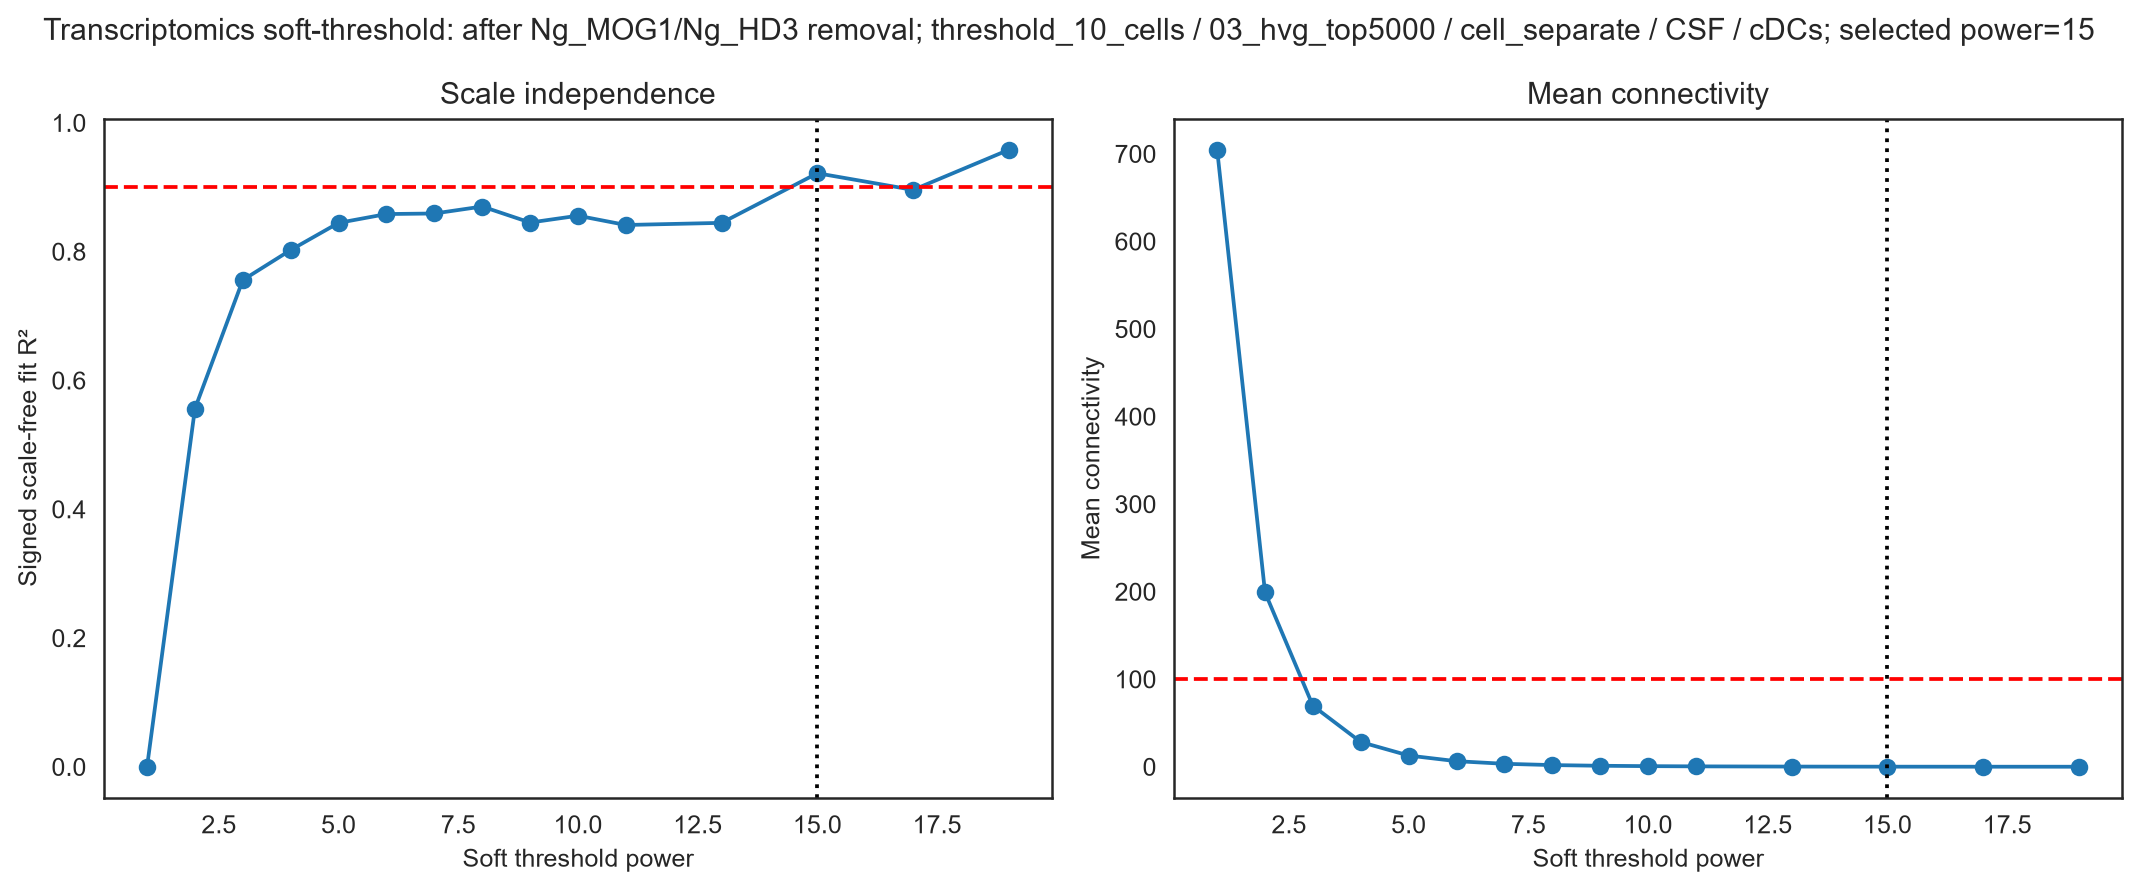 Transcriptomics soft-threshold: after Ng_MOG1/Ng_HD3 removal; threshold_10_cells / 03_hvg_top5000 / cell_separate / CSF / cDCs; selected power=15
Scale independence
Signed scale-free fit R²
1.0
0.8
0.6
0.4
0.2
0.0
2.5 5.0 7.5 10.0 12.5 15.0 17.5
Soft threshold power
Mean connectivity
Mean connectivity
700
600
500
400
300
200
100
0
2.5 5.0 7.5 10.0 12.5 15.0 17.5
Soft threshold power